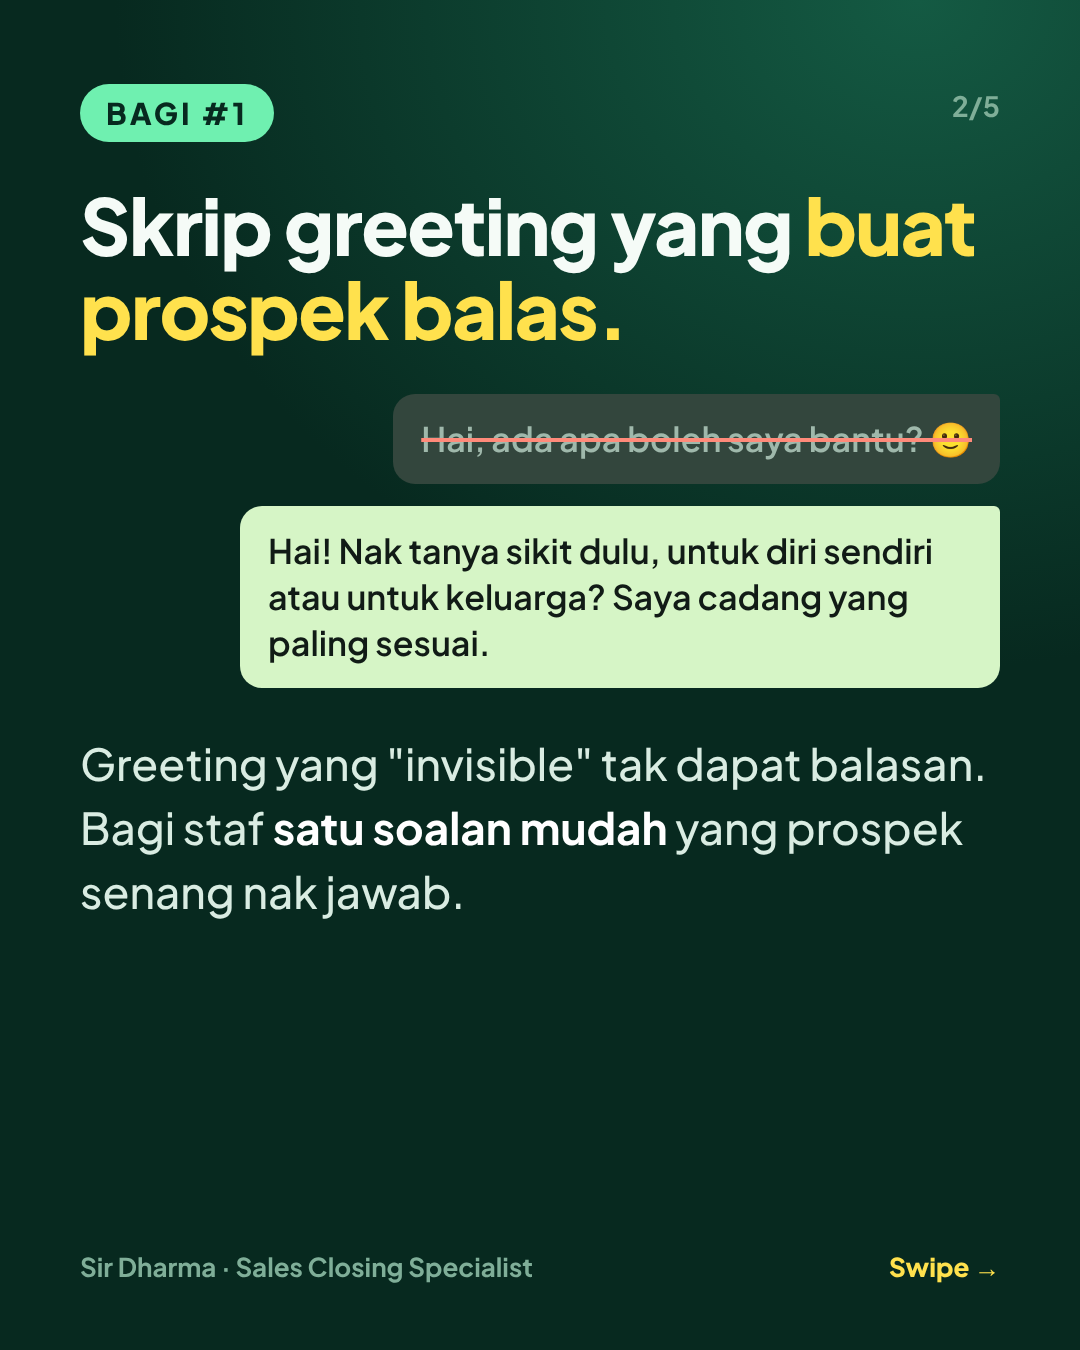 BAGI #1
2/5
Skrip greeting yang buat
prospek balas.
Hai, ada apa boleh saya bantu? 🙂
Hai! Nak tanya sikit dulu, untuk diri sendiri
atau untuk keluarga? Saya cadang yang
paling sesuai.
Greeting yang "invisible" tak dapat balasan.
Bagi staf satu soalan mudah yang prospek
senang nak jawab.
Sir Dharma · Sales Closing Specialist
Swipe →